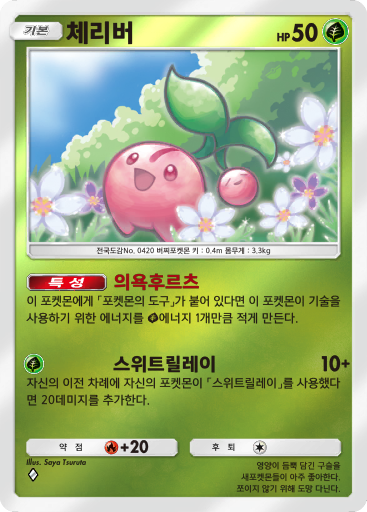 기본 체리버 HP 50
전국도감No. 0420 버찌포켓몬 키 : 0.4m 몸무게 : 3.3kg
특성 의욕후르츠
이 포켓몬에게 「포켓몬의 도구」가 붙어 있다면 이 포켓몬이 기술을
사용하기 위한 에너지를 에너지 1개만큼 적게 만든다.
스위트릴레이 10+
자신의 이전 차례에 자신의 포켓몬이 「스위트릴레이」를 사용했다
면 20데미지를 추가한다.
약점 +20 후퇴
Illus. Saya Tsuruta
영양이 듬뿍 담긴 구슬을
새포켓몬들이 아주 좋아한다.
쪼이지 않기 위해 도망 다닌다.